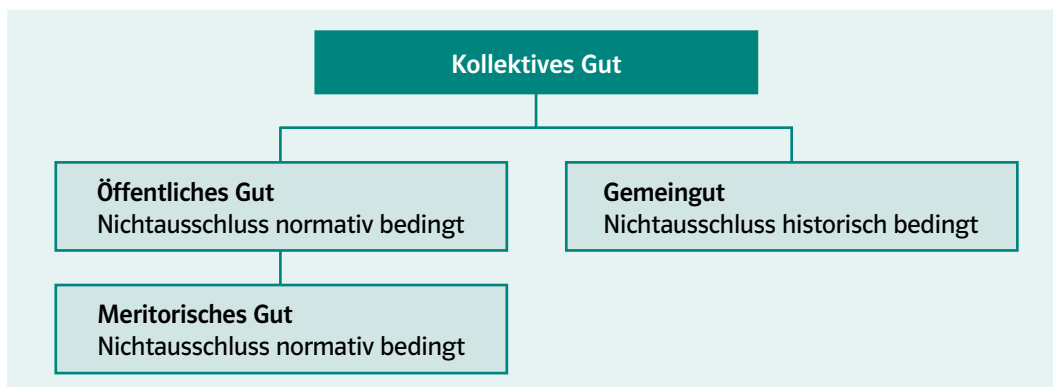 Kollektives Gut
Öffentliches Gut
Nichtausschluss normativ bedingt
Gemeingut
Nichtausschluss historisch bedingt
Meritorisches Gut
Nichtausschluss normativ bedingt